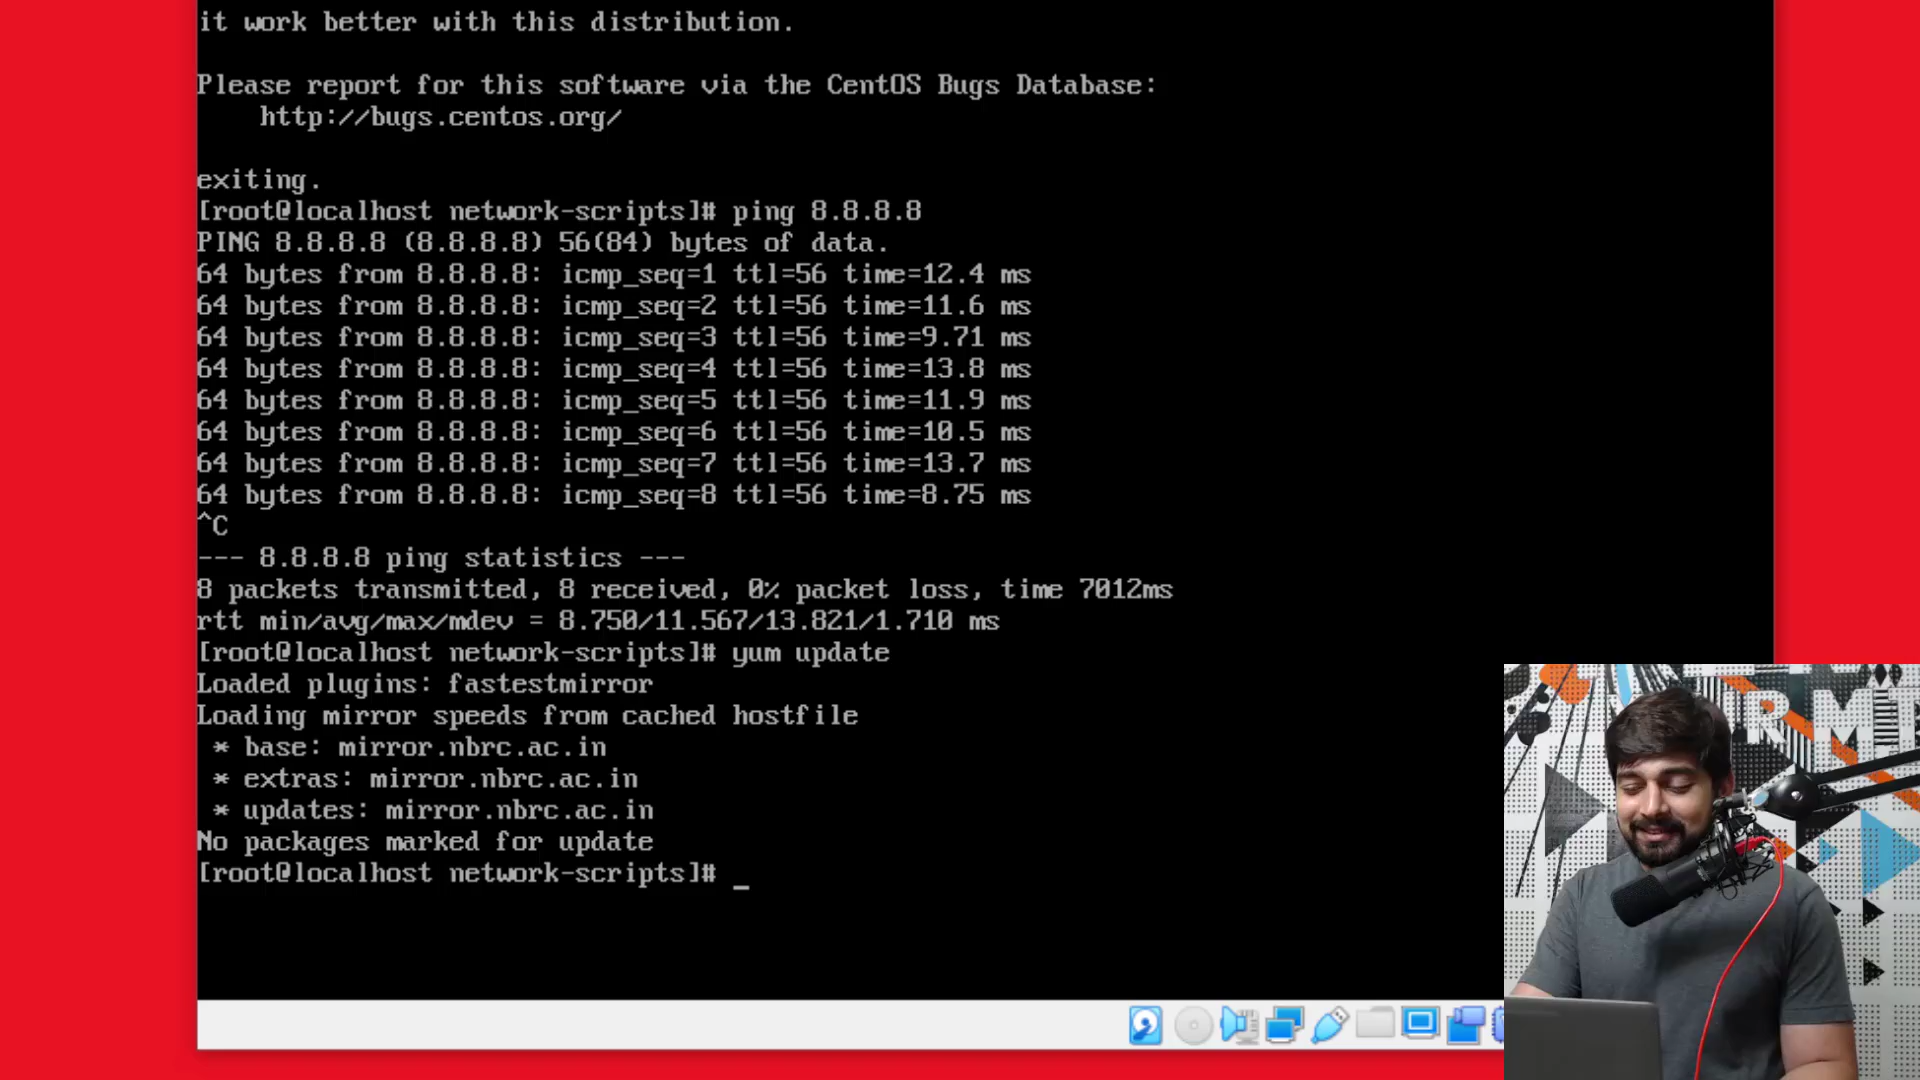 it work better with this distribution.
Please report for this software via the CentOS Bugs Database:
http://bugs.centos.org/
exiting.
[root@localhost network-scripts]# ping 8.8.8.8
PING 8.8.8.8 (8.8.8.8) 56(84) bytes of data.
64 bytes from 8.8.8.8: icmp_seq=1 ttl=56 time=12.4 ms
64 bytes from 8.8.8.8: icmp_seq=2 ttl=56 time=11.6 ms
64 bytes from 8.8.8.8: icmp_seq=3 ttl=56 time=9.71 ms
64 bytes from 8.8.8.8: icmp_seq=4 ttl=56 time=13.8 ms
64 bytes from 8.8.8.8: icmp_seq=5 ttl=56 time=11.9 ms
64 bytes from 8.8.8.8: icmp_seq=6 ttl=56 time=10.5 ms
64 bytes from 8.8.8.8: icmp_seq=7 ttl=56 time=13.7 ms
64 bytes from 8.8.8.8: icmp_seq=8 ttl=56 time=8.75 ms
^C
--- 8.8.8.8 ping statistics ---
8 packets transmitted, 8 received, 0% packet loss, time 7012ms
rtt min/avg/max/mdev = 8.750/11.567/13.821/1.710 ms
[root@localhost network-scripts]# yum update
Loaded plugins: fastestmirror
Loading mirror speeds from cached hostfile
* base: mirror.nbrc.ac.in
* extras: mirror.nbrc.ac.in
* updates: mirror.nbrc.ac.in
No packages marked for update
[root@localhost network-scripts]# _